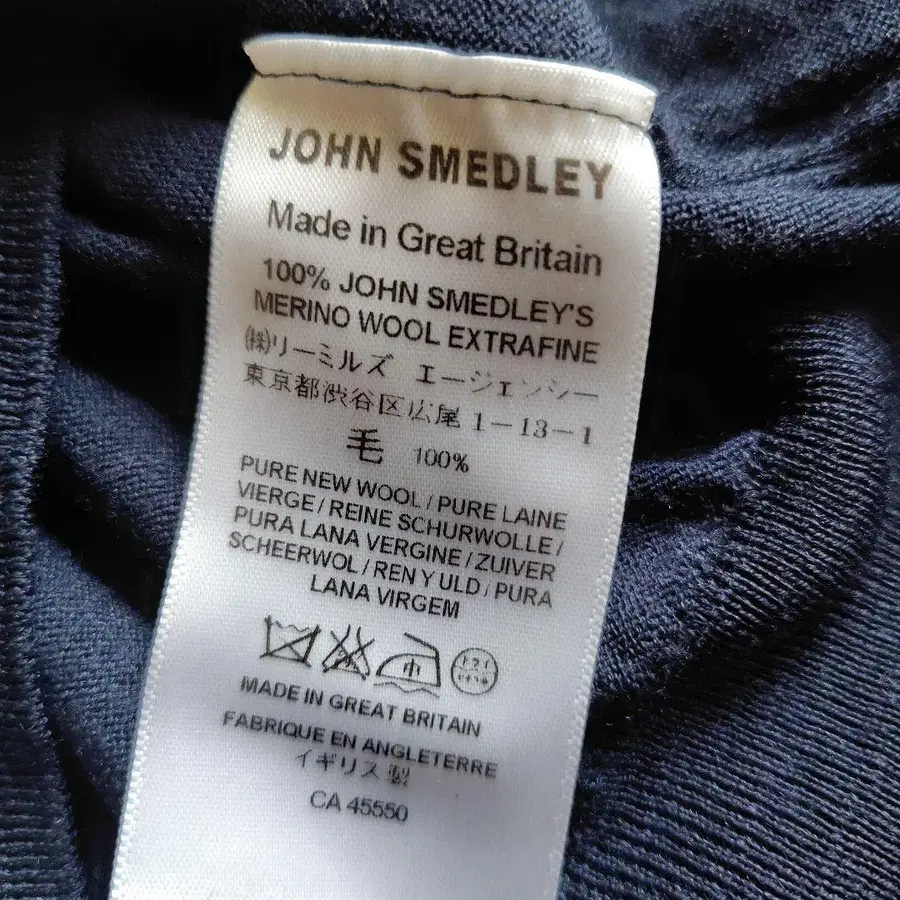 JOHN SMEDLEY
Made in Great Britain
100% JOHN SMEDLEY'S
MERINO WOOL EXTRAFINE
㈱リーミルズ エージェンシー
東京都渋谷区広尾1-13-1
毛 100%
PURE NEW WOOL / PURE LAINE
VIERGE / REINE SCHURWOLLE /
PURA LANA VERGINE / ZUIVER
SCHEERWOL / REN Y ULD / PURA
LANA VIRGEM
中
MADE IN GREAT BRITAIN
FABRIQUE EN ANGLETERRE
イギリス製
CA 45550